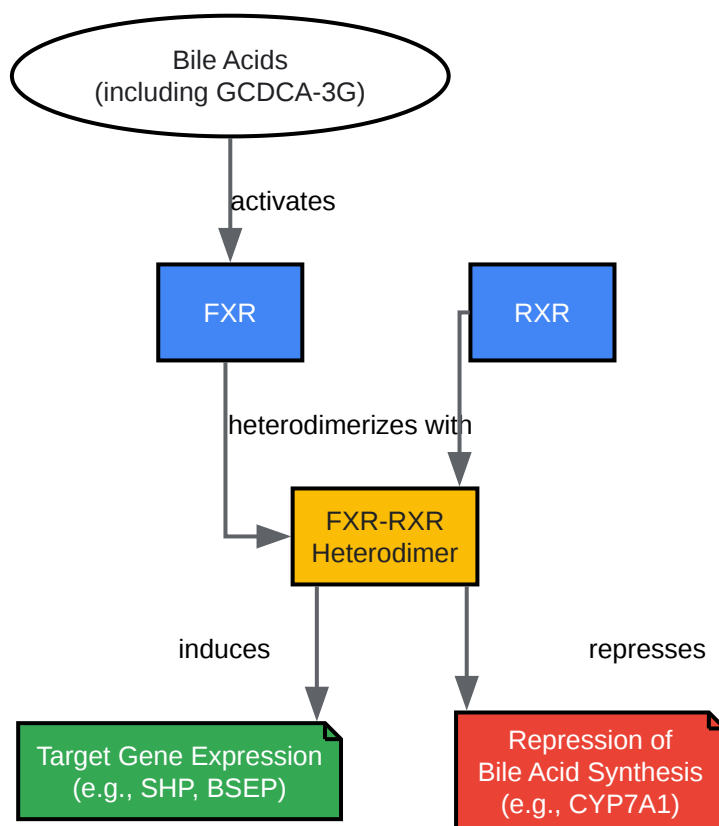 Bile Acids
(including GCDCA-3G)
activates
FXR
RXR
heterodimerizes with
FXR-RXR
Heterodimer
induces
represses
Target Gene Expression
(e.g., SHP, BSEP)
Repression of
Bile Acid Synthesis
(e.g., CYP7A1)